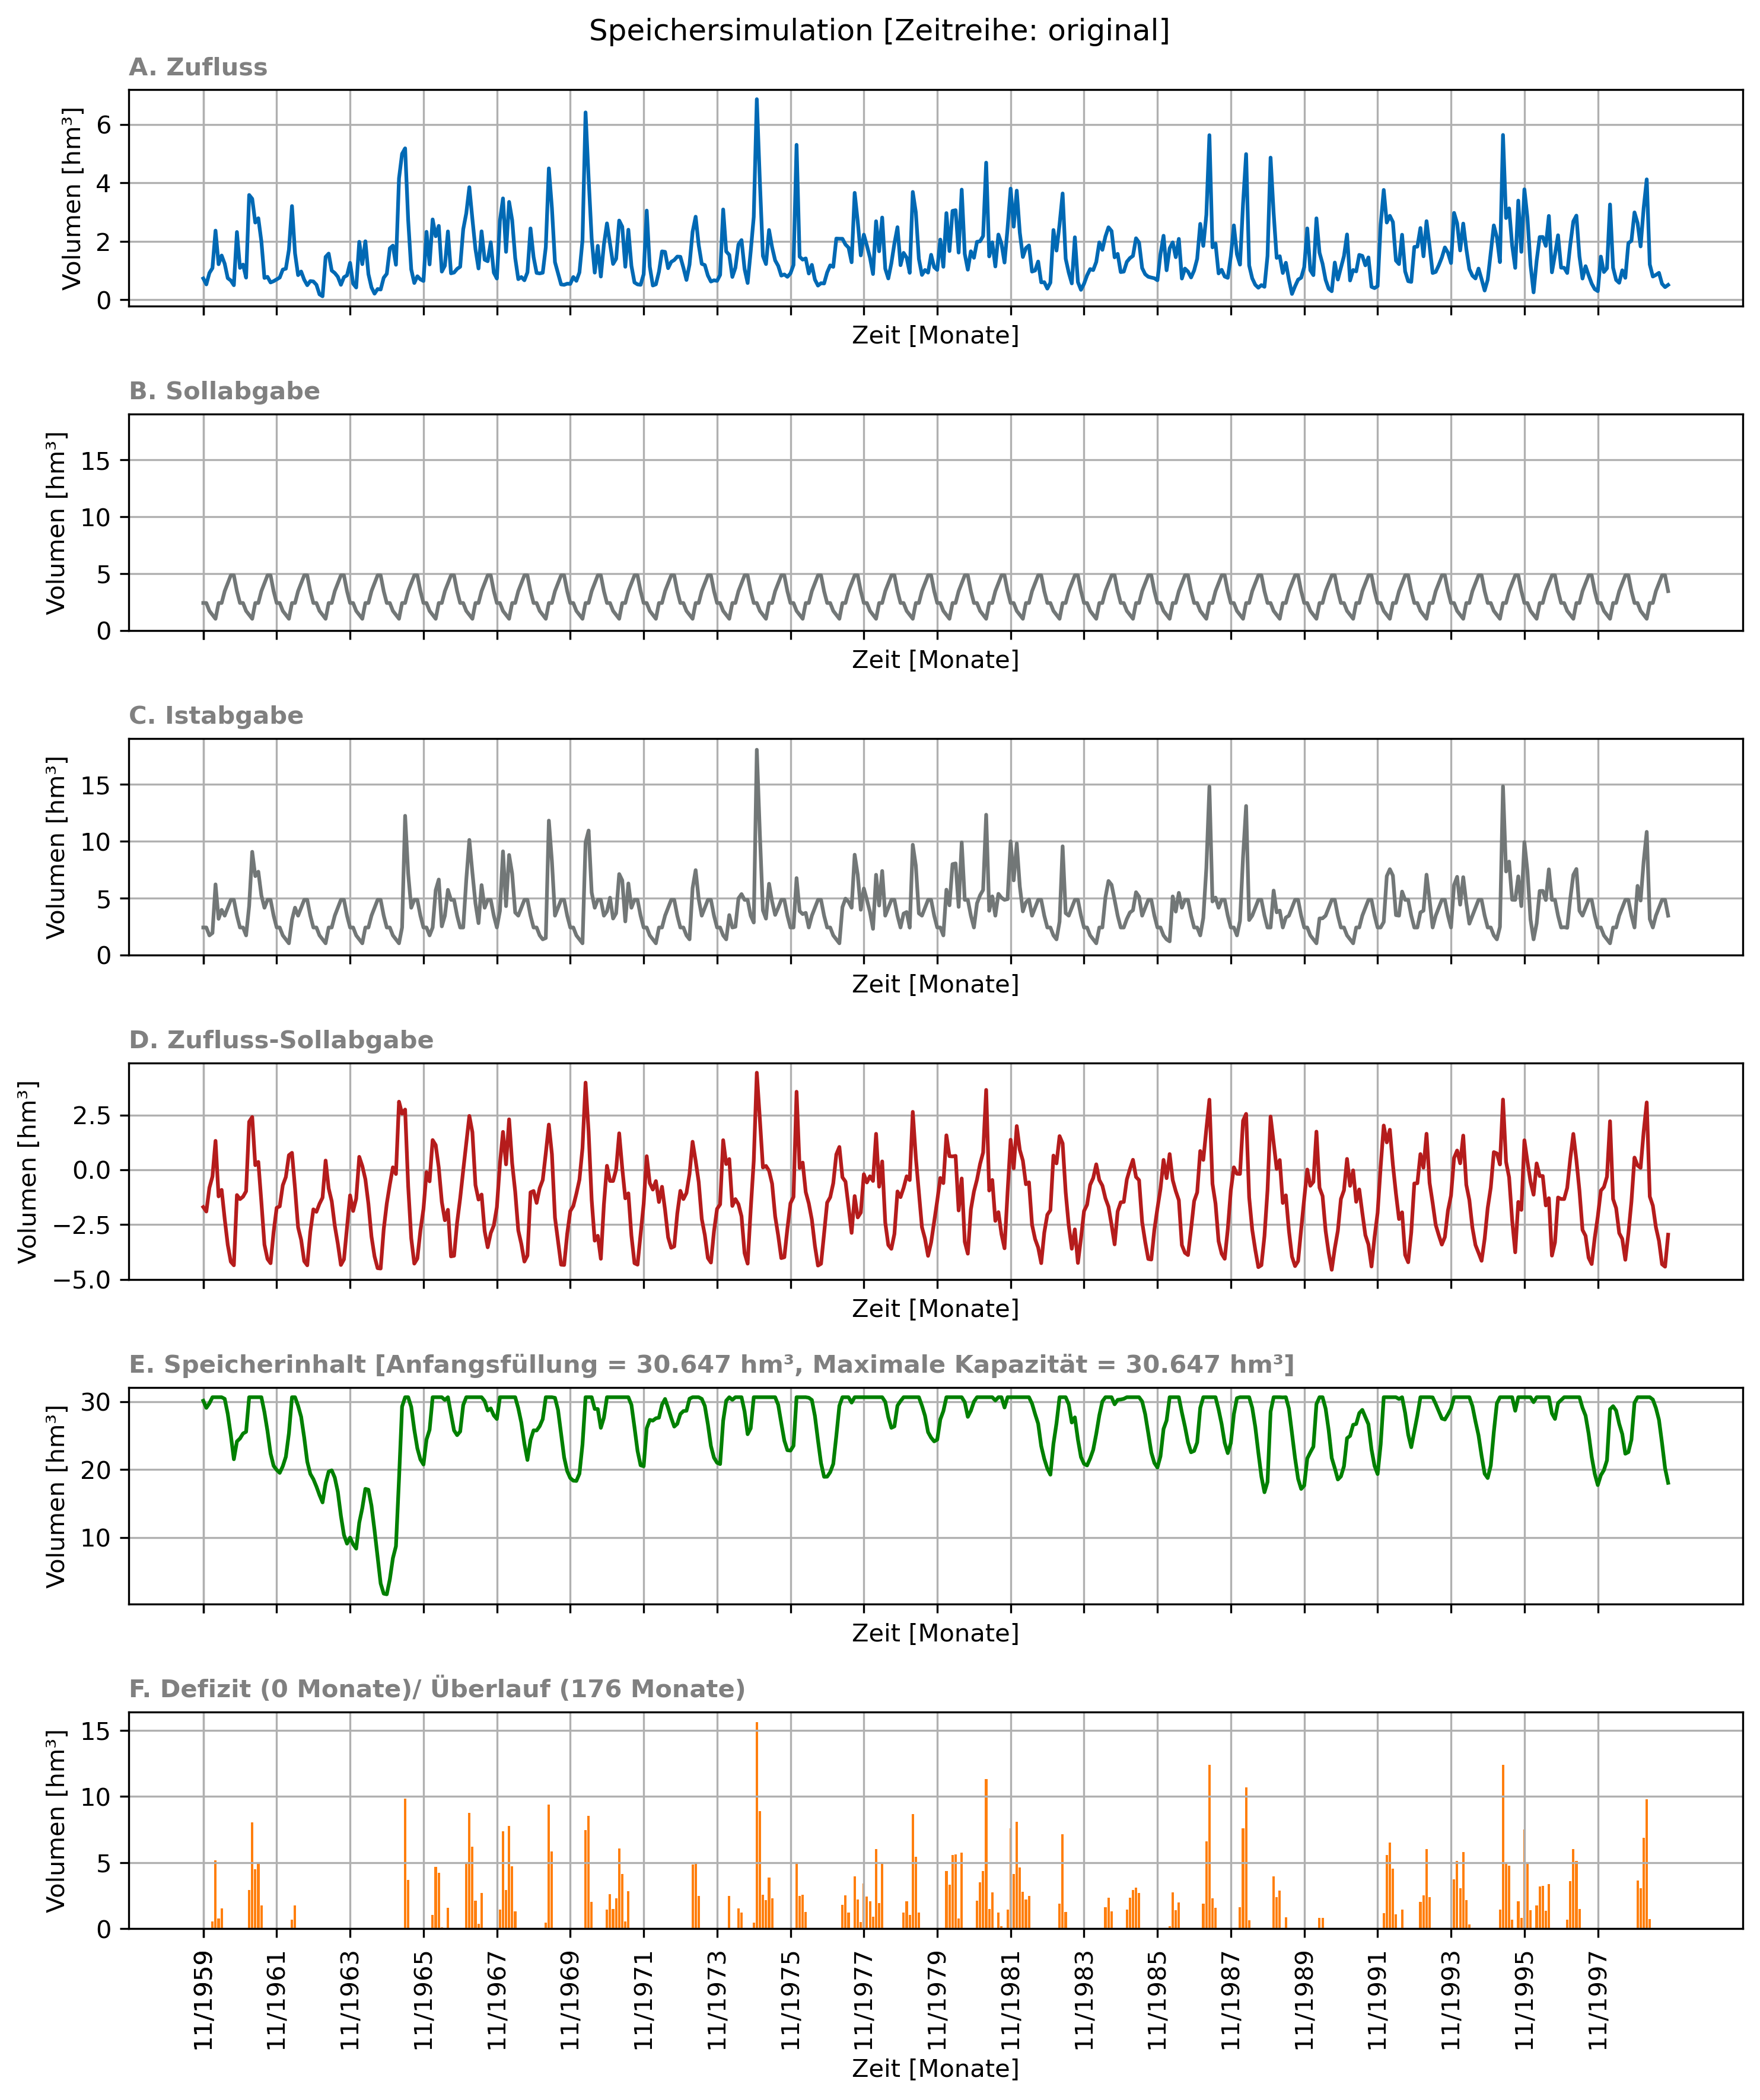 Speichersimulation [Zeitreihe: original]
A. Zufluss
Volumen [hm³]
6
4
2
0
Zeit [Monate]
B. Sollabgabe
Volumen [hm³]
15
10
5
0
Zeit [Monate]
C. Istabgabe
Volumen [hm³]
15
10
5
0
Zeit [Monate]
D. Zufluss-Sollabgabe
Volumen [hm³]
2.5
0.0
−2.5
−5.0
Zeit [Monate]
E. Speicherinhalt [Anfangsfüllung = 30.647 hm³, Maximale Kapazität = 30.647 hm³]
Volumen [hm³]
30
20
10
Zeit [Monate]
F. Defizit (0 Monate)/ Überlauf (176 Monate)
Volumen [hm³]
15
10
5
0
11/1959
11/1961
11/1963
11/1965
11/1967
11/1969
11/1971
11/1973
11/1975
11/1977
11/1979
11/1981
11/1983
11/1985
11/1987
11/1989
11/1991
11/1993
11/1995
11/1997
Zeit [Monate]